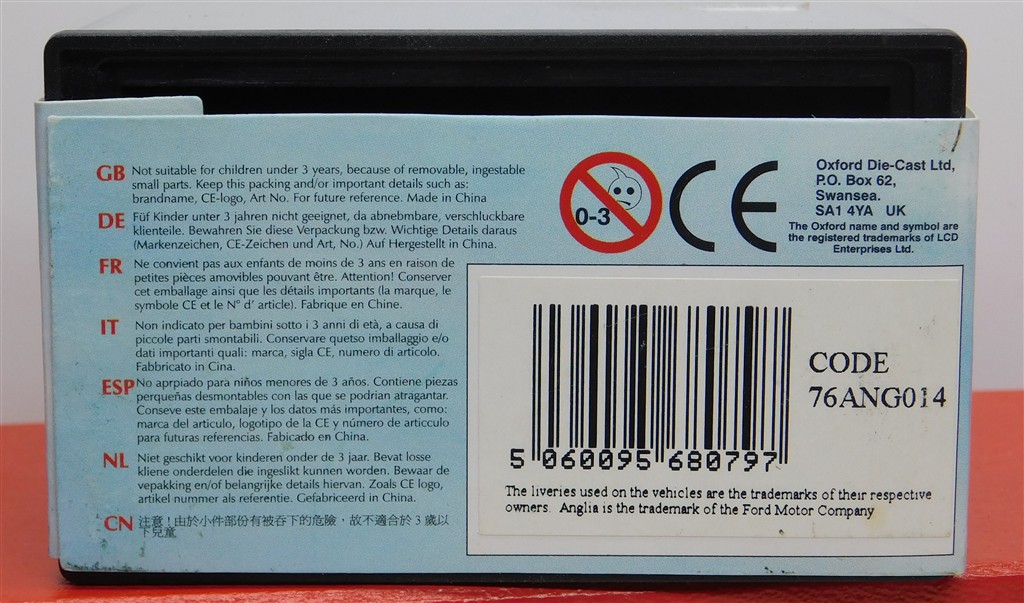 GB Not suitable for children under 3 years, because of removable, ingestable
small parts. Keep this packing and/or important details such as:
brandname, CE-logo, Art No. For future reference. Made in China
DE Füf Kinder unter 3 jahren nicht geeignet, da abnembmbare, verschluckbare
klienteile. Bewahren Sie diese Verpackung bzw. Wichtige Details daraus
(Markenzeichen, CE-Zeichen und Art, No.) Auf Hergestellt in China.
FR Ne convient pas aux enfants de moins de 3 ans en raison de
petites pièces amovibles pouvant être. Attention! Conserver
cet emballage ainsi que les détails importants (la marque, le
symbole CE et le N° d' article). Fabrique en Chine.
IT Non indicato per bambini sotto i 3 anni di età, a causa di
piccole parti smontabili. Conservare quetso imballaggio e/o
dati importanti quali: marca, sigla CE, numero di articolo.
Fabbricato in Cina.
ESP No aprpiado para niños menores de 3 años. Contiene piezas
perqueñas desmontables con las que se podrian atragantar.
Conseve este embalaje y los datos más importantes, como:
marca del articulo, logotipo de la CE y número de articculo
para futuras referencias. Fabicado en China.
NL Niet geschikt voor kinderen onder de 3 jaar. Bevat losse
kliene onderdelen die ingeslikt kunnen worden. Bewaar de
vepakking en/of belangrijke details hiervan. Zoals CE logo,
artikel nummer als referentie. Gefabriceerd in China.
CN 注意!由於小件部份有被吞下的危險,故不適合於3歲以
下兒童
0-3
CE
Oxford Die-Cast Ltd,
P.O. Box 62,
Swansea.
SA1 4YA UK
The Oxford name and symbol are
the registered trademarks of LCD
Enterprises Ltd.
CODE
76ANG014
5 060095 680797
The liveries used on the vehicles are the trademarks of their respective
owners. Anglia is the trademark of the Ford Motor Company